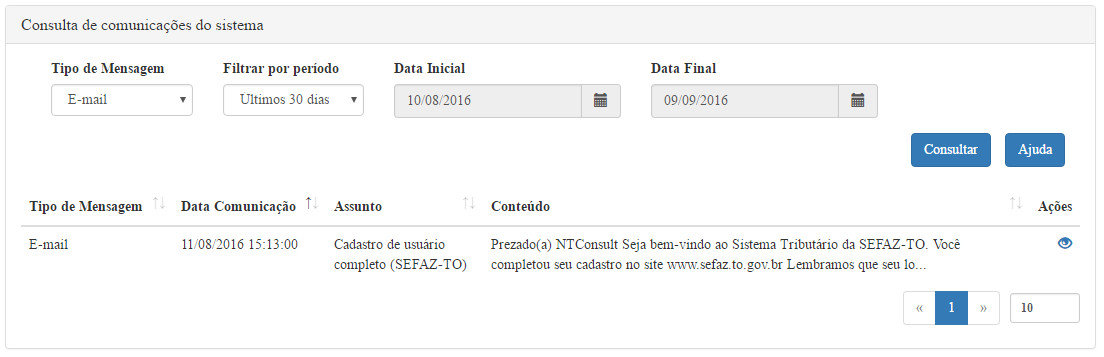 Consulta de comunicações do sistema
Tipo de Mensagem Filtrar por período Data Inicial Data Final
E-mail Ultimos 30 dias 10/08/2016 09/09/2016
Consultar Ajuda
Tipo de Mensagem Data Comunicação Assunto Conteúdo Ações
E-mail 11/08/2016 15:13:00 Cadastro de usuário Prezado(a) NTConsult Seja bem-vindo ao Sistema Tributário da SEFAZ-TO. Você
completo (SEFAZ-TO) completou seu cadastro no site www.sefaz.to.gov.br Lembramos que seu lo...
« 1 » 10